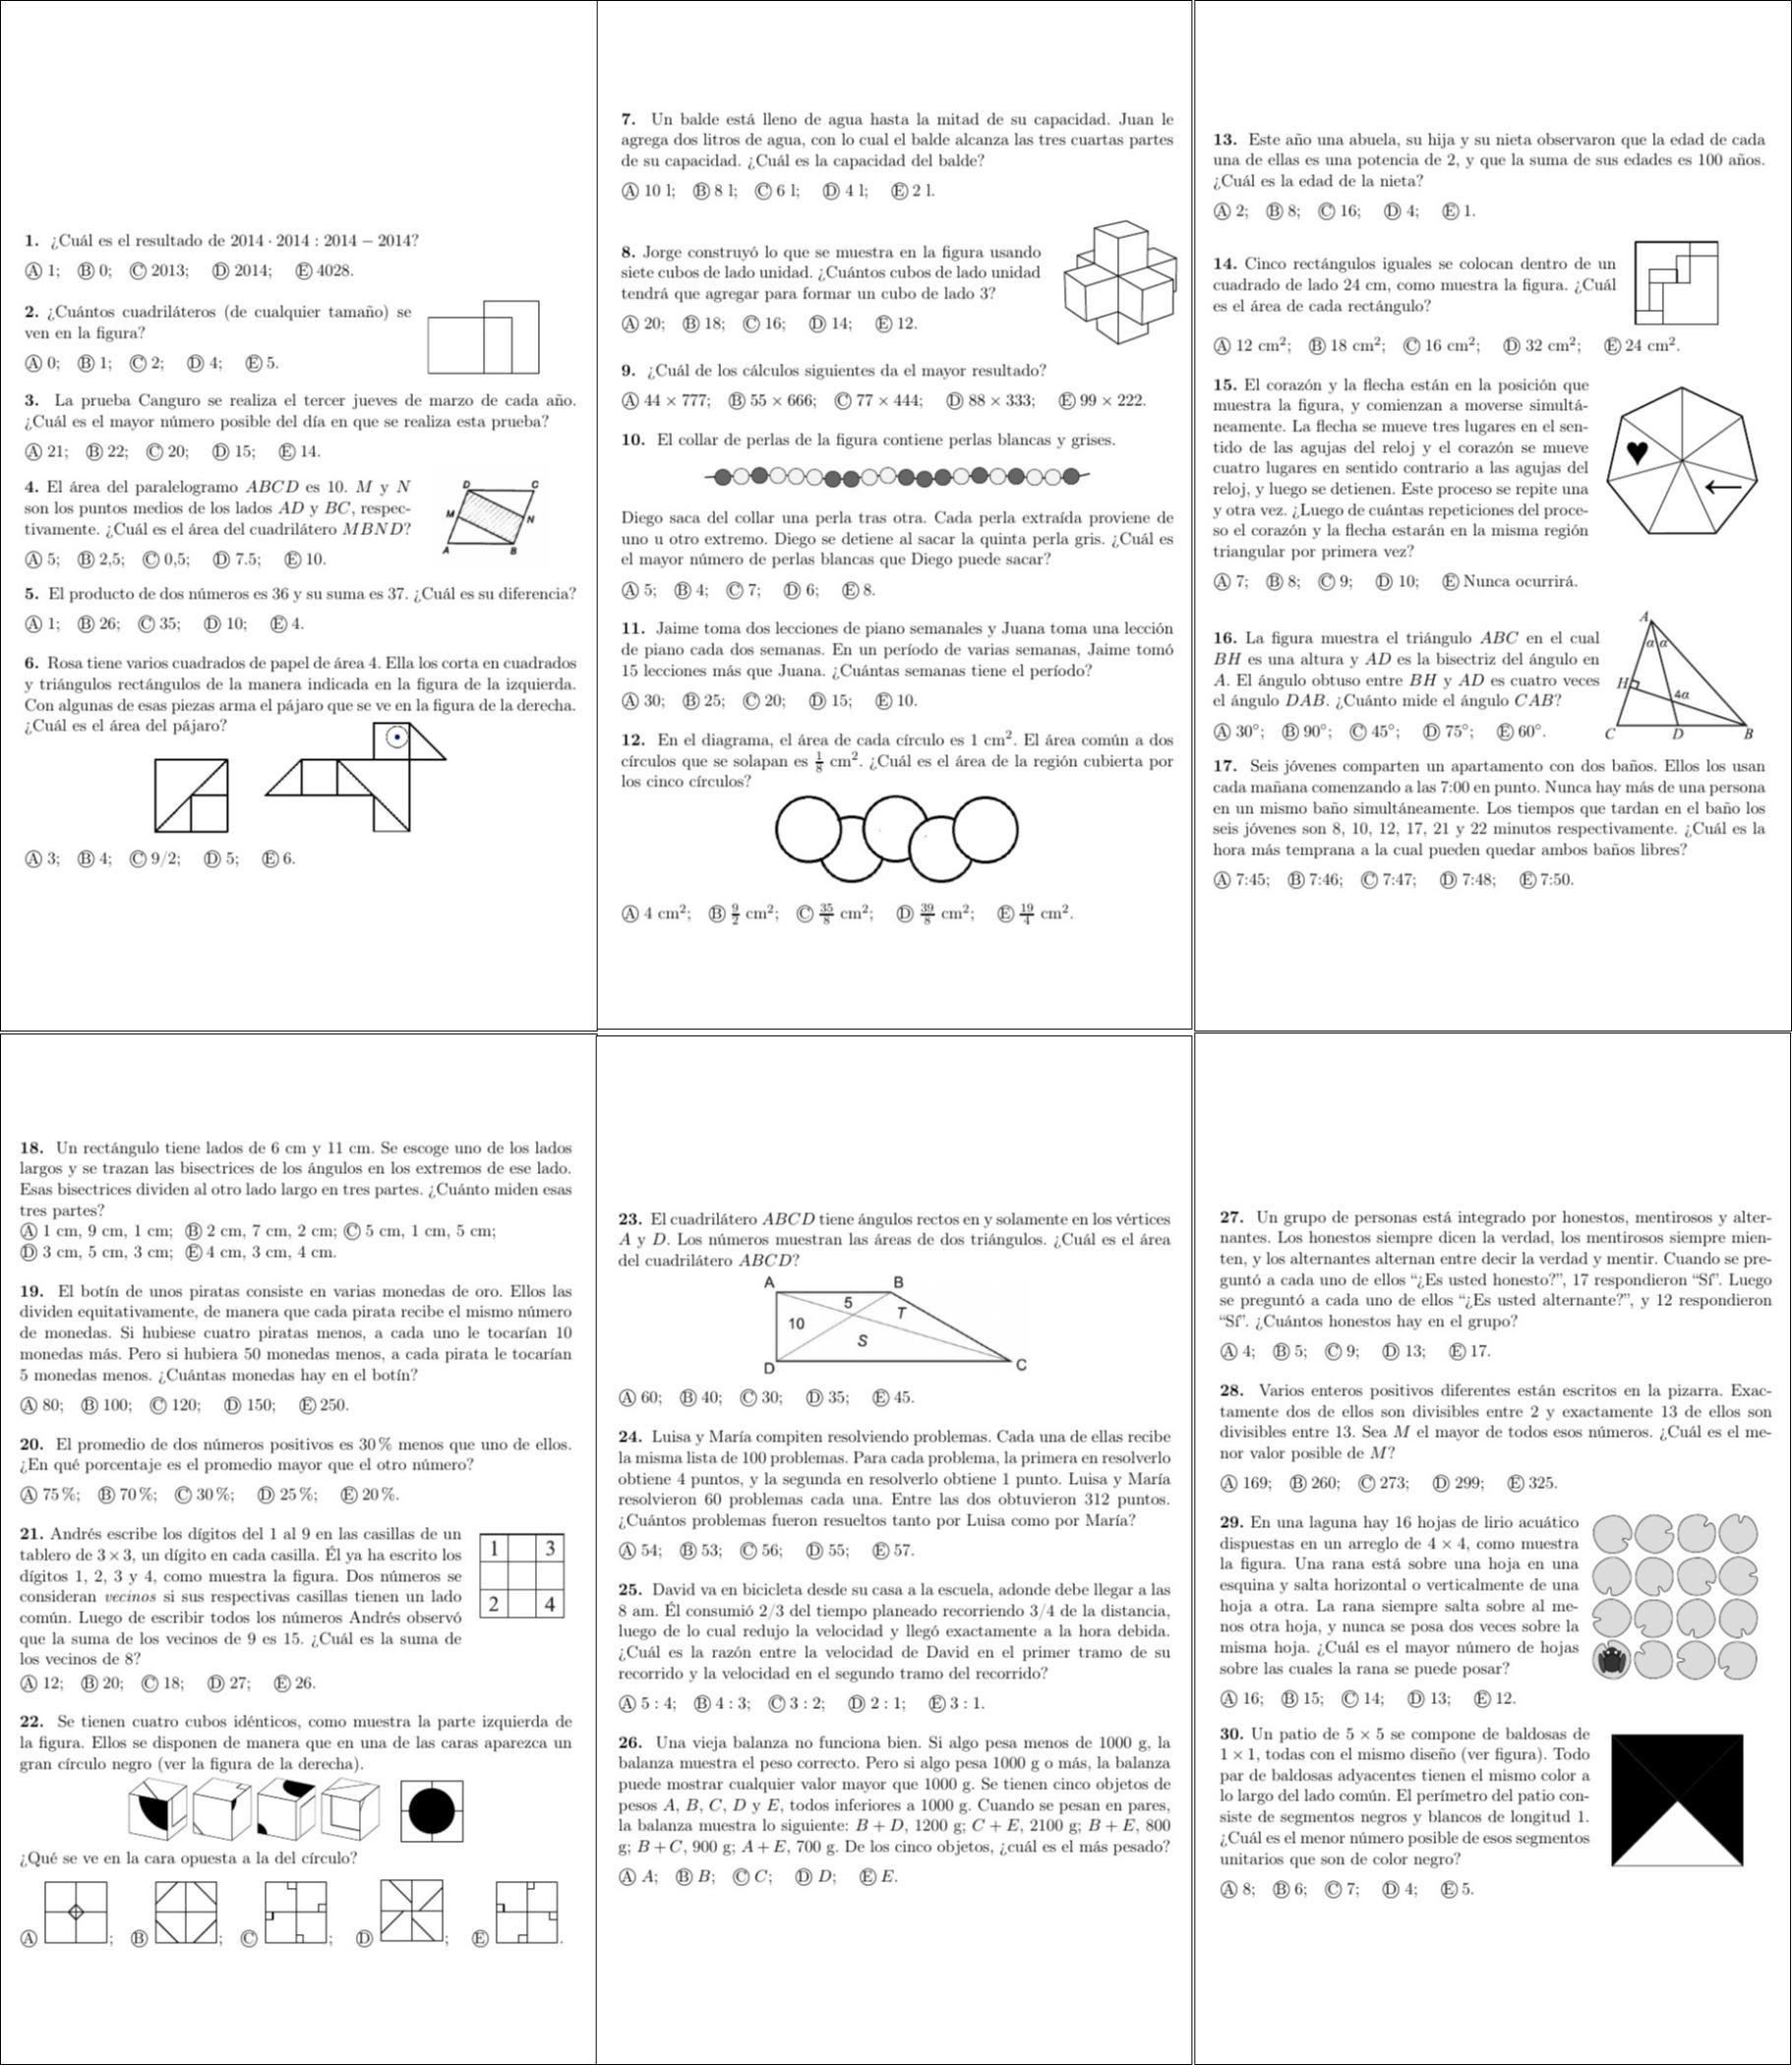 1. ¿Cuál es el resultado de 2014 · 2014 : 2014 − 2014?
Ⓐ 1; Ⓑ 0; Ⓒ 2013; Ⓓ 2014; Ⓔ 4028.
2. ¿Cuántos cuadriláteros (de cualquier tamaño) se
ven en la figura?
Ⓐ 0; Ⓑ 1; Ⓒ 2; Ⓓ 4; Ⓔ 5.
3. La prueba Canguro se realiza el tercer jueves de marzo de cada año.
¿Cuál es el mayor número posible del día en que se realiza esta prueba?
Ⓐ 21; Ⓑ 22; Ⓒ 20; Ⓓ 15; Ⓔ 14.
4. El área del paralelogramo ABCD es 10. M y N
son los puntos medios de los lados AD y BC, respec-
tivamente. ¿Cuál es el área del cuadrilátero MBND?
D C
M N
A B
Ⓐ 5; Ⓑ 2,5; Ⓒ 0,5; Ⓓ 7.5; Ⓔ 10.
5. El producto de dos números es 36 y su suma es 37. ¿Cuál es su diferencia?
Ⓐ 1; Ⓑ 26; Ⓒ 35; Ⓓ 10; Ⓔ 4.
6. Rosa tiene varios cuadrados de papel de área 4. Ella los corta en cuadrados
y triángulos rectángulos de la manera indicada en la figura de la izquierda.
Con algunas de esas piezas arma el pájaro que se ve en la figura de la derecha.
¿Cuál es el área del pájaro?
Ⓐ 3; Ⓑ 4; Ⓒ 9/2; Ⓓ 5; Ⓔ 6.
7. Un balde está lleno de agua hasta la mitad de su capacidad. Juan le
agrega dos litros de agua, con lo cual el balde alcanza las tres cuartas partes
de su capacidad. ¿Cuál es la capacidad del balde?
Ⓐ 10 l; Ⓑ 8 l; Ⓒ 6 l; Ⓓ 4 l; Ⓔ 2 l.
8. Jorge construyó lo que se muestra en la figura usando
siete cubos de lado unidad. ¿Cuántos cubos de lado unidad
tendrá que agregar para formar un cubo de lado 3?
Ⓐ 20; Ⓑ 18; Ⓒ 16; Ⓓ 14; Ⓔ 12.
9. ¿Cuál de los cálculos siguientes da el mayor resultado?
Ⓐ 44 × 777; Ⓑ 55 × 666; Ⓒ 77 × 444; Ⓓ 88 × 333; Ⓔ 99 × 222.
10. El collar de perlas de la figura contiene perlas blancas y grises.
Diego saca del collar una perla tras otra. Cada perla extraída proviene de
uno u otro extremo. Diego se detiene al sacar la quinta perla gris. ¿Cuál es
el mayor número de perlas blancas que Diego puede sacar?
Ⓐ 5; Ⓑ 4; Ⓒ 7; Ⓓ 6; Ⓔ 8.
11. Jaime toma dos lecciones de piano semanales y Juana toma una lección
de piano cada dos semanas. En un período de varias semanas, Jaime tomó
15 lecciones más que Juana. ¿Cuántas semanas tiene el período?
Ⓐ 30; Ⓑ 25; Ⓒ 20; Ⓓ 15; Ⓔ 10.
12. En el diagrama, el área de cada círculo es 1 cm². El área común a dos
círculos que se solapan es 1/8 cm². ¿Cuál es el área de la región cubierta por
los cinco círculos?
Ⓐ 4 cm²; Ⓑ 9/2 cm²; Ⓒ 35/8 cm²; Ⓓ 39/8 cm²; Ⓔ 19/4 cm².
13. Este año una abuela, su hija y su nieta observaron que la edad de cada
una de ellas es una potencia de 2, y que la suma de sus edades es 100 años.
¿Cuál es la edad de la nieta?
Ⓐ 2; Ⓑ 8; Ⓒ 16; Ⓓ 4; Ⓔ 1.
14. Cinco rectángulos iguales se colocan dentro de un
cuadrado de lado 24 cm, como muestra la figura. ¿Cuál
es el área de cada rectángulo?
Ⓐ 12 cm²; Ⓑ 18 cm²; Ⓒ 16 cm²; Ⓓ 32 cm²; Ⓔ 24 cm².
15. El corazón y la flecha están en la posición que
muestra la figura, y comienzan a moverse simultá-
neamente. La flecha se mueve tres lugares en el sen-
tido de las agujas del reloj y el corazón se mueve
cuatro lugares en sentido contrario a las agujas del
reloj, y luego se detienen. Este proceso se repite una
y otra vez. ¿Luego de cuántas repeticiones del proce-
so el corazón y la flecha estarán en la misma región
triangular por primera vez?
Ⓐ 7; Ⓑ 8; Ⓒ 9; Ⓓ 10; Ⓔ Nunca ocurrirá.
16. La figura muestra el triángulo ABC en el cual
BH es una altura y AD es la bisectriz del ángulo en
A. El ángulo obtuso entre BH y AD es cuatro veces
el ángulo DAB. ¿Cuánto mide el ángulo CAB?
A
α α
H
4α
C D B
Ⓐ 30°; Ⓑ 90°; Ⓒ 45°; Ⓓ 75°; Ⓔ 60°.
17. Seis jóvenes comparten un apartamento con dos baños. Ellos los usan
cada mañana comenzando a las 7:00 en punto. Nunca hay más de una persona
en un mismo baño simultáneamente. Los tiempos que tardan en el baño los
seis jóvenes son 8, 10, 12, 17, 21 y 22 minutos respectivamente. ¿Cuál es la
hora más temprana a la cual pueden quedar ambos baños libres?
Ⓐ 7:45; Ⓑ 7:46; Ⓒ 7:47; Ⓓ 7:48; Ⓔ 7:50.
18. Un rectángulo tiene lados de 6 cm y 11 cm. Se escoge uno de los lados
largos y se trazan las bisectrices de los ángulos en los extremos de ese lado.
Esas bisectrices dividen al otro lado largo en tres partes. ¿Cuánto miden esas
tres partes?
Ⓐ 1 cm, 9 cm, 1 cm; Ⓑ 2 cm, 7 cm, 2 cm; Ⓒ 5 cm, 1 cm, 5 cm;
Ⓓ 3 cm, 5 cm, 3 cm; Ⓔ 4 cm, 3 cm, 4 cm.
19. El botín de unos piratas consiste en varias monedas de oro. Ellos las
dividen equitativamente, de manera que cada pirata recibe el mismo número
de monedas. Si hubiese cuatro piratas menos, a cada uno le tocarían 10
monedas más. Pero si hubiera 50 monedas menos, a cada pirata le tocarían
5 monedas menos. ¿Cuántas monedas hay en el botín?
Ⓐ 80; Ⓑ 100; Ⓒ 120; Ⓓ 150; Ⓔ 250.
20. El promedio de dos números positivos es 30 % menos que uno de ellos.
¿En qué porcentaje es el promedio mayor que el otro número?
Ⓐ 75 %; Ⓑ 70 %; Ⓒ 30 %; Ⓓ 25 %; Ⓔ 20 %.
21. Andrés escribe los dígitos del 1 al 9 en las casillas de un
tablero de 3 × 3, un dígito en cada casilla. Él ya ha escrito los
dígitos 1, 2, 3 y 4, como muestra la figura. Dos números se
consideran vecinos si sus respectivas casillas tienen un lado
común. Luego de escribir todos los números Andrés observó
que la suma de los vecinos de 9 es 15. ¿Cuál es la suma de
los vecinos de 8?
1 3
2 4
Ⓐ 12; Ⓑ 20; Ⓒ 18; Ⓓ 27; Ⓔ 26.
22. Se tienen cuatro cubos idénticos, como muestra la parte izquierda de
la figura. Ellos se disponen de manera que en una de las caras aparezca un
gran círculo negro (ver la figura de la derecha).
¿Qué se ve en la cara opuesta a la del círculo?
Ⓐ ; Ⓑ ; Ⓒ ; Ⓓ ; Ⓔ .
23. El cuadrilátero ABCD tiene ángulos rectos en y solamente en los vértices
A y D. Los números muestran las áreas de dos triángulos. ¿Cuál es el área
del cuadrilátero ABCD?
A B
5 T
10
S
D C
Ⓐ 60; Ⓑ 40; Ⓒ 30; Ⓓ 35; Ⓔ 45.
24. Luisa y María compiten resolviendo problemas. Cada una de ellas recibe
la misma lista de 100 problemas. Para cada problema, la primera en resolverlo
obtiene 4 puntos, y la segunda en resolverlo obtiene 1 punto. Luisa y María
resolvieron 60 problemas cada una. Entre las dos obtuvieron 312 puntos.
¿Cuántos problemas fueron resueltos tanto por Luisa como por María?
Ⓐ 54; Ⓑ 53; Ⓒ 56; Ⓓ 55; Ⓔ 57.
25. David va en bicicleta desde su casa a la escuela, adonde debe llegar a las
8 am. Él consumió 2/3 del tiempo planeado recorriendo 3/4 de la distancia,
luego de lo cual redujo la velocidad y llegó exactamente a la hora debida.
¿Cuál es la razón entre la velocidad de David en el primer tramo de su
recorrido y la velocidad en el segundo tramo del recorrido?
Ⓐ 5 : 4; Ⓑ 4 : 3; Ⓒ 3 : 2; Ⓓ 2 : 1; Ⓔ 3 : 1.
26. Una vieja balanza no funciona bien. Si algo pesa menos de 1000 g, la
balanza muestra el peso correcto. Pero si algo pesa 1000 g o más, la balanza
puede mostrar cualquier valor mayor que 1000 g. Se tienen cinco objetos de
pesos A, B, C, D y E, todos inferiores a 1000 g. Cuando se pesan en pares,
la balanza muestra lo siguiente: B + D, 1200 g; C + E, 2100 g; B + E, 800
g; B + C, 900 g; A + E, 700 g. De los cinco objetos, ¿cuál es el más pesado?
Ⓐ A; Ⓑ B; Ⓒ C; Ⓓ D; Ⓔ E.
27. Un grupo de personas está integrado por honestos, mentirosos y alter-
nantes. Los honestos siempre dicen la verdad, los mentirosos siempre mien-
ten, y los alternantes alternan entre decir la verdad y mentir. Cuando se pre-
guntó a cada uno de ellos “¿Es usted honesto?”, 17 respondieron “Sí”. Luego
se preguntó a cada uno de ellos “¿Es usted alternante?”, y 12 respondieron
“Sí”. ¿Cuántos honestos hay en el grupo?
Ⓐ 4; Ⓑ 5; Ⓒ 9; Ⓓ 13; Ⓔ 17.
28. Varios enteros positivos diferentes están escritos en la pizarra. Exac-
tamente dos de ellos son divisibles entre 2 y exactamente 13 de ellos son
divisibles entre 13. Sea M el mayor de todos esos números. ¿Cuál es el me-
nor valor posible de M?
Ⓐ 169; Ⓑ 260; Ⓒ 273; Ⓓ 299; Ⓔ 325.
29. En una laguna hay 16 hojas de lirio acuático
dispuestas en un arreglo de 4 × 4, como muestra
la figura. Una rana está sobre una hoja en una
esquina y salta horizontal o verticalmente de una
hoja a otra. La rana siempre salta sobre al me-
nos otra hoja, y nunca se posa dos veces sobre la
misma hoja. ¿Cuál es el mayor número de hojas
sobre las cuales la rana se puede posar?
Ⓐ 16; Ⓑ 15; Ⓒ 14; Ⓓ 13; Ⓔ 12.
30. Un patio de 5 × 5 se compone de baldosas de
1 × 1, todas con el mismo diseño (ver figura). Todo
par de baldosas adyacentes tienen el mismo color a
lo largo del lado común. El perímetro del patio con-
siste de segmentos negros y blancos de longitud 1.
¿Cuál es el menor número posible de esos segmentos
unitarios que son de color negro?
Ⓐ 8; Ⓑ 6; Ⓒ 7; Ⓓ 4; Ⓔ 5.